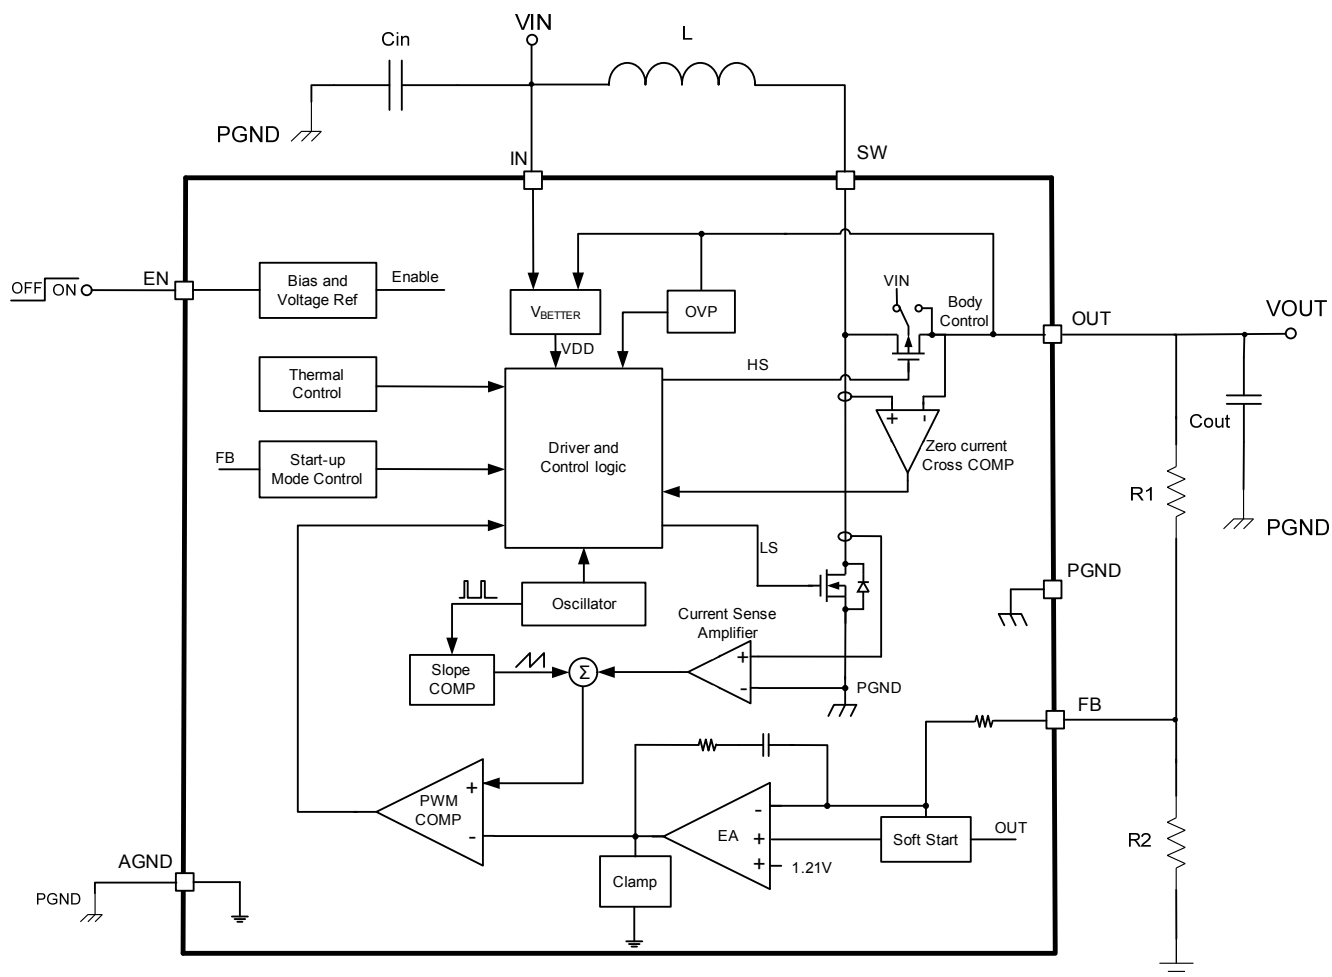 VIN
Cin
L
PGND
IN
SW
EN
OFF
ON
Bias and
Voltage Ref
Enable
VBETTER
OVP
VIN
Body
Control
OUT
VOUT
VDD
HS
Thermal
Control
Driver and
Control logic
+
-
Zero current
Cross COMP
Cout
FB
Start-up
Mode Control
R1
PGND
LS
PGND
Oscillator
Current Sense
Amplifier
Slope
COMP
Σ
+
-
PGND
FB
PWM
COMP
+
-
EA
-
+
+
1.21V
Soft Start
OUT
R2
AGND
PGND
Clamp